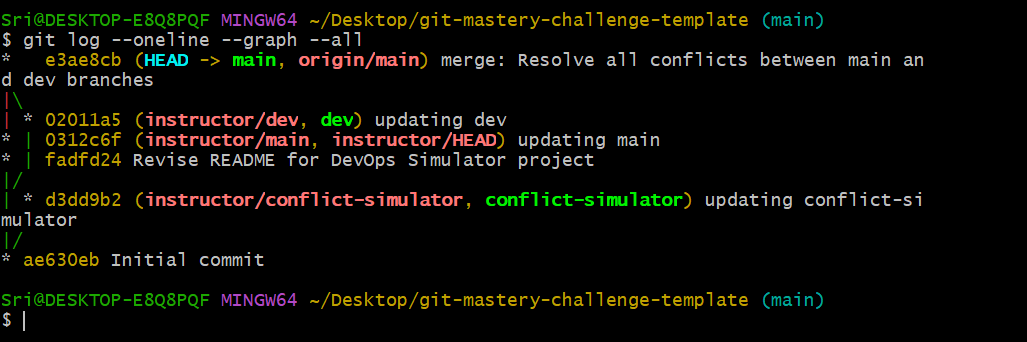 Sri@DESKTOP-E8Q8PQF MINGW64 ~/Desktop/git-mastery-challenge-template (main)
$ git log --oneline --graph --all
*   e3ae8cb (HEAD -> main, origin/main) merge: Resolve all conflicts between main an
d dev branches
|\
| * 02011a5 (instructor/dev, dev) updating dev
* | 0312c6f (instructor/main, instructor/HEAD) updating main
* | fadfd24 Revise README for DevOps Simulator project
|/
| * d3dd9b2 (instructor/conflict-simulator, conflict-simulator) updating conflict-si
mulator
|/
* ae630eb Initial commit
Sri@DESKTOP-E8Q8PQF MINGW64 ~/Desktop/git-mastery-challenge-template (main)
$